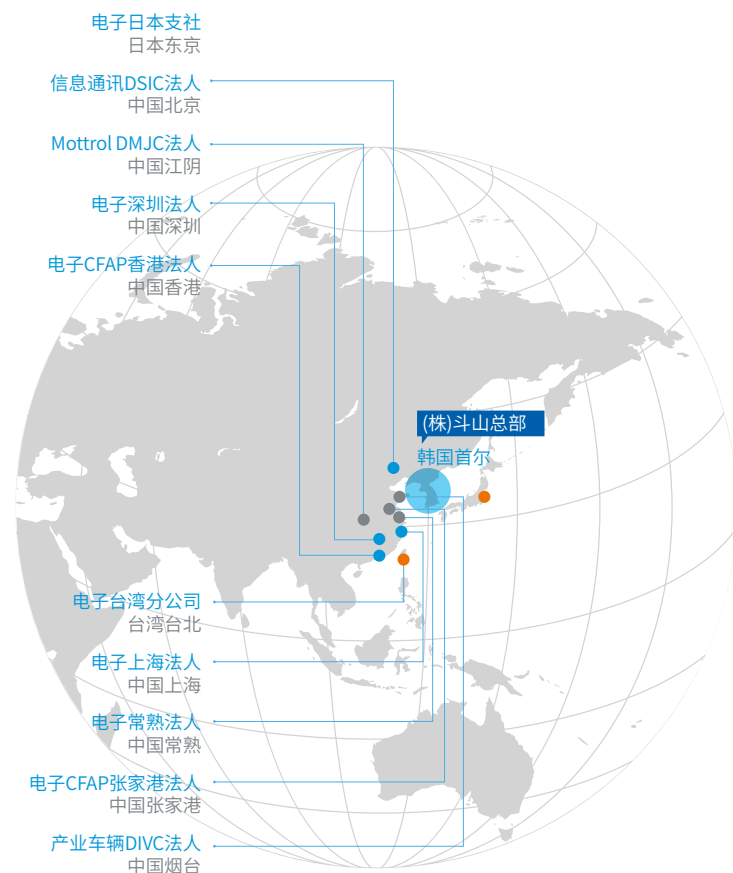 电子日本支社
日本东京
信息通讯DSIC法人
中国北京
Mottrol DMJC法人
中国江阴
电子深圳法人
中国深圳
电子CFAP香港法人
中国香港
(株)斗山总部
韩国首尔
电子台湾分公司
台湾台北
电子上海法人
中国上海
电子常熟法人
中国常熟
电子CFAP张家港法人
中国张家港
产业车辆DIVC法人
中国烟台